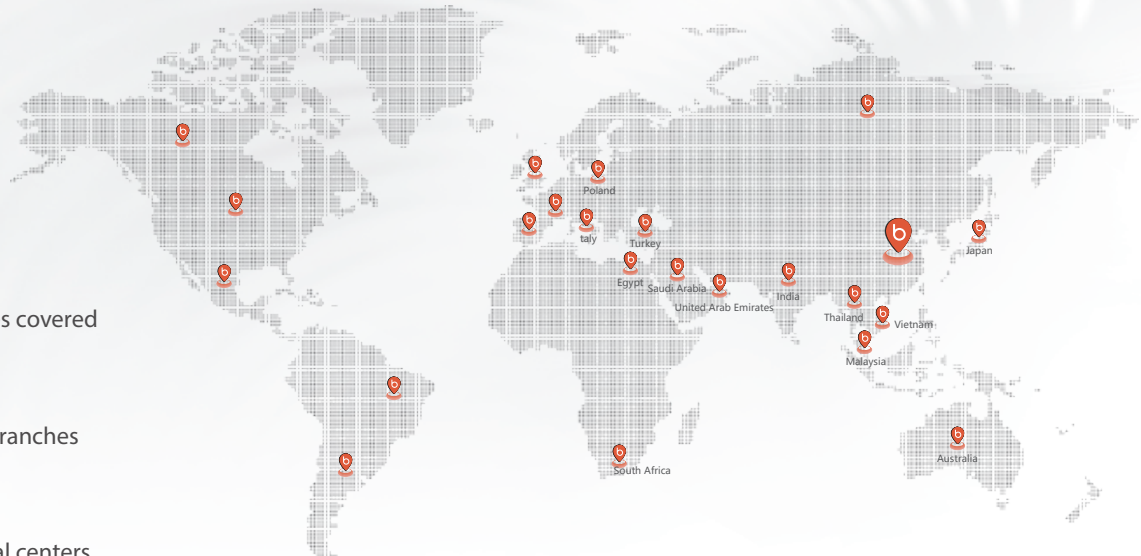 Poland
taly
Turkey
Japan
Egypt
Saudi Arabia
India
United Arab Emirates
s covered
Thailand
Vietnam
Malaysia
ranches
Australia
South Africa
al centers